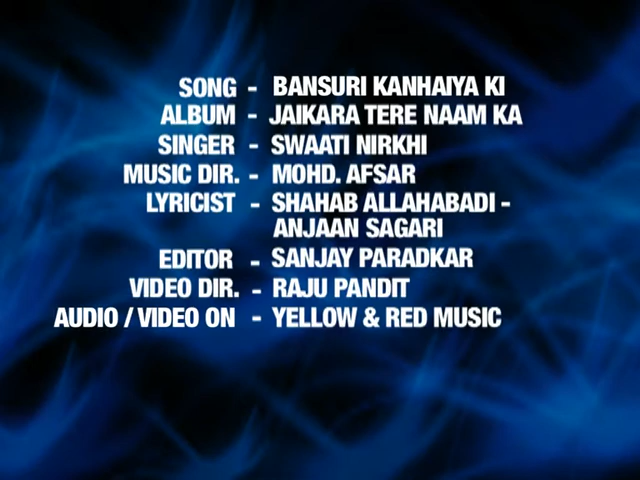 SONG - BANSURI KANHAIYA KI
ALBUM - JAIKARA TERE NAAM KA
SINGER - SWAATI NIRKHI
MUSIC DIR. - MOHD. AFSAR
LYRICIST - SHAHAB ALLAHABADI -
ANJAAN SAGARI
EDITOR - SANJAY PARADKAR
VIDEO DIR. - RAJU PANDIT
AUDIO / VIDEO ON - YELLOW & RED MUSIC